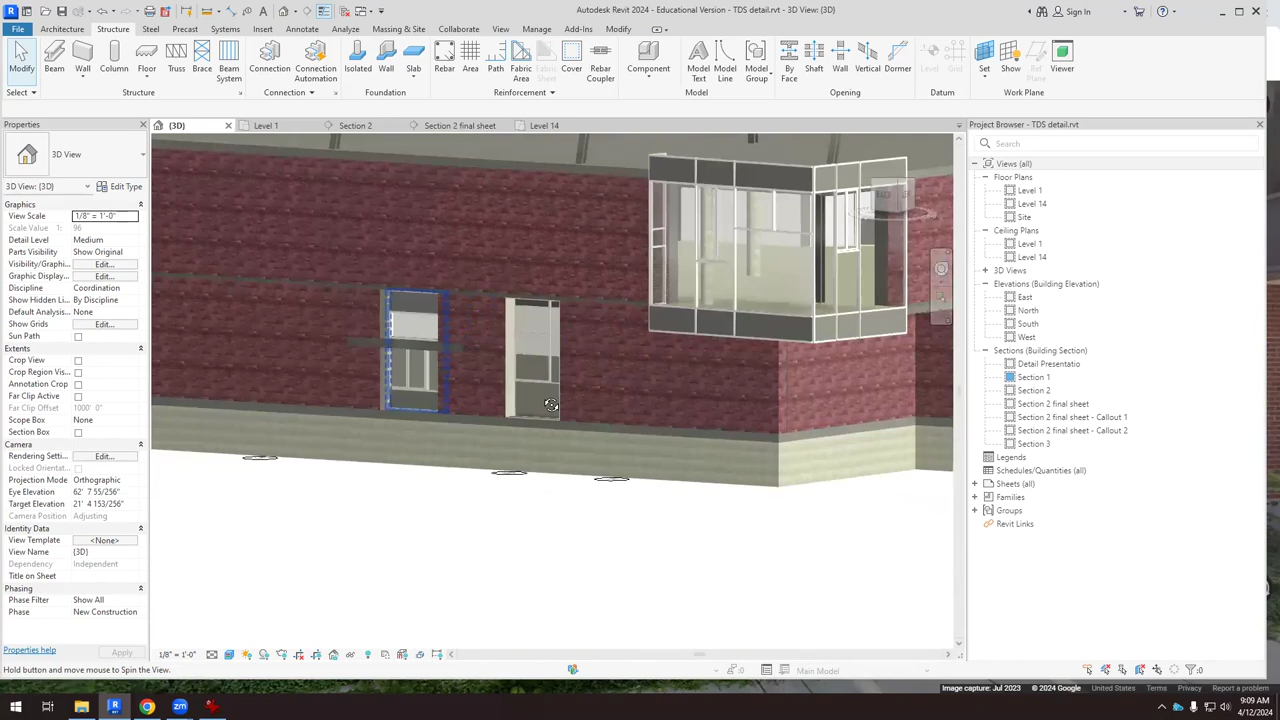 Autodesk Revit 2024 - Educational Version - TDS detail.rvt - 3D View: {3D}
Sign In
File Architecture Structure Steel Precast Systems Insert Annotate Analyze Massing & Site Collaborate View Manage Add-Ins Modify
Modify Beam Wall Column Floor Truss Brace Beam System Connection Connection Automation Isolated Wall Slab Rebar Area Path Fabric Area Fabric Sheet Cover Rebar Coupler Component Model Text Model Line Model Group By Face Shaft Wall Vertical Dormer Level Grid Set Show Ref Plane Viewer
Select Structure Connection Foundation Reinforcement Model Opening Datum Work Plane
Properties
{3D} Level 1 Section 2 Section 2 final sheet Level 14
3D View
3D View: {3D} Edit Type
Graphics
View Scale 1/8" = 1'-0"
Scale Value 1: 96
Detail Level Medium
Parts Visibility Show Original
Visibility/Graphi... Edit...
Graphic Display... Edit...
Discipline Coordination
Show Hidden Li... By Discipline
Default Analysis... None
Show Grids Edit...
Sun Path
Extents
Crop View
Crop Region Vis...
Annotation Crop
Far Clip Active
Far Clip Offset 1000' 0"
Scope Box None
Section Box
Camera
Rendering Setti... Edit...
Locked Orientat...
Projection Mode Orthographic
Eye Elevation 62' 7 55/256"
Target Elevation 21' 4 153/256"
Camera Position Adjusting
Identity Data
View Template <None>
View Name {3D}
Dependency Independent
Title on Sheet
Phasing
Phase Filter Show All
Phase New Construction
Properties help Apply
Project Browser - TDS detail.rvt
Search
Views (all)
Floor Plans
Level 1
Level 14
Site
Ceiling Plans
Level 1
Level 14
3D Views
Elevations (Building Elevation)
East
North
South
West
Sections (Building Section)
Detail Presentatio
Section 1
Section 2
Section 2 final sheet
Section 2 final sheet - Callout 1
Section 2 final sheet - Callout 2
Section 3
Legends
Schedules/Quantities (all)
Sheets (all)
Families
Groups
Revit Links
1/8" = 1'-0"
Hold button and move mouse to Spin the View.
:0 Main Model :0
Image capture: Jul 2023 © 2024 Google United States Terms Privacy Report a problem
9:09 AM
4/12/2024